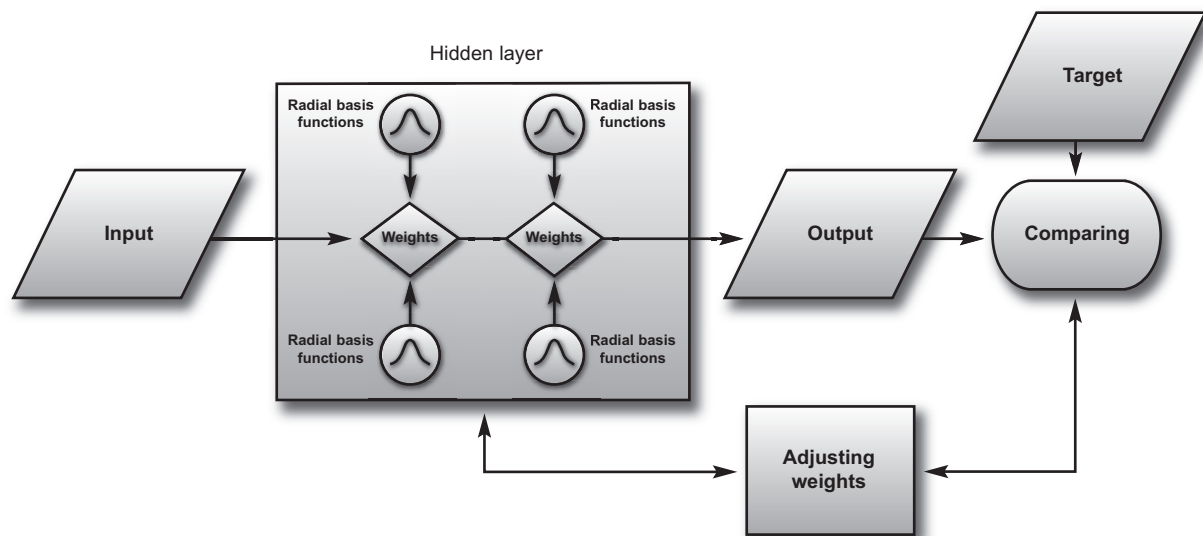 Hidden layer
Target
Radial basis
functions
Radial basis
functions
Input
Weights
Weights
Output
Comparing
Radial basis
functions
Radial basis
functions
Adjusting
weights